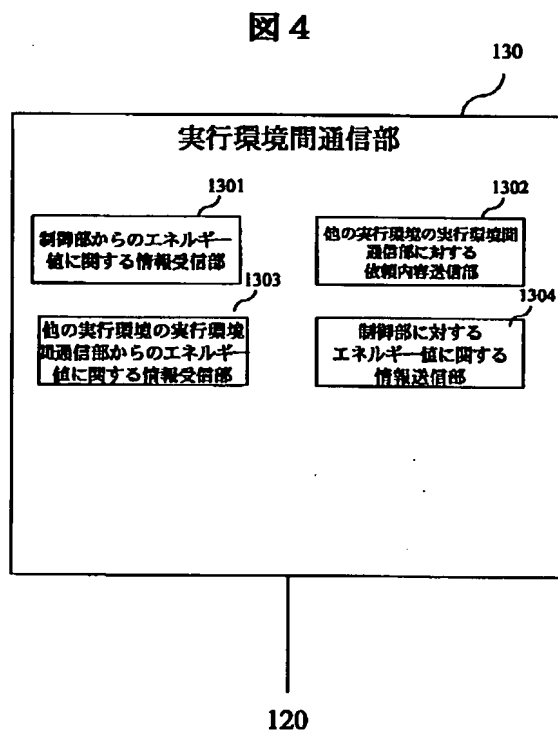 図４
130
実行環境間通信部
1301
制御部からのエネルギー
値に関する情報受信部
1302
他の実行環境の実行環境間
通信部に対する
依頼内容送信部
1303
他の実行環境の実行環境
間通信部からのエネルギー
値に関する情報受信部
1304
制御部に対する
エネルギー値に関する
情報送信部
120